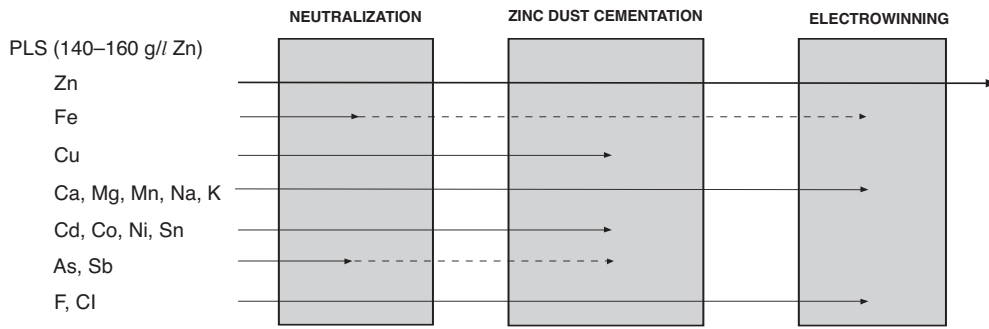 NEUTRALIZATION ZINC DUST CEMENTATION ELECTROWINNING
PLS (140–160 g/l Zn)
Zn
Fe
Cu
Ca, Mg, Mn, Na, K
Cd, Co, Ni, Sn
As, Sb
F, Cl